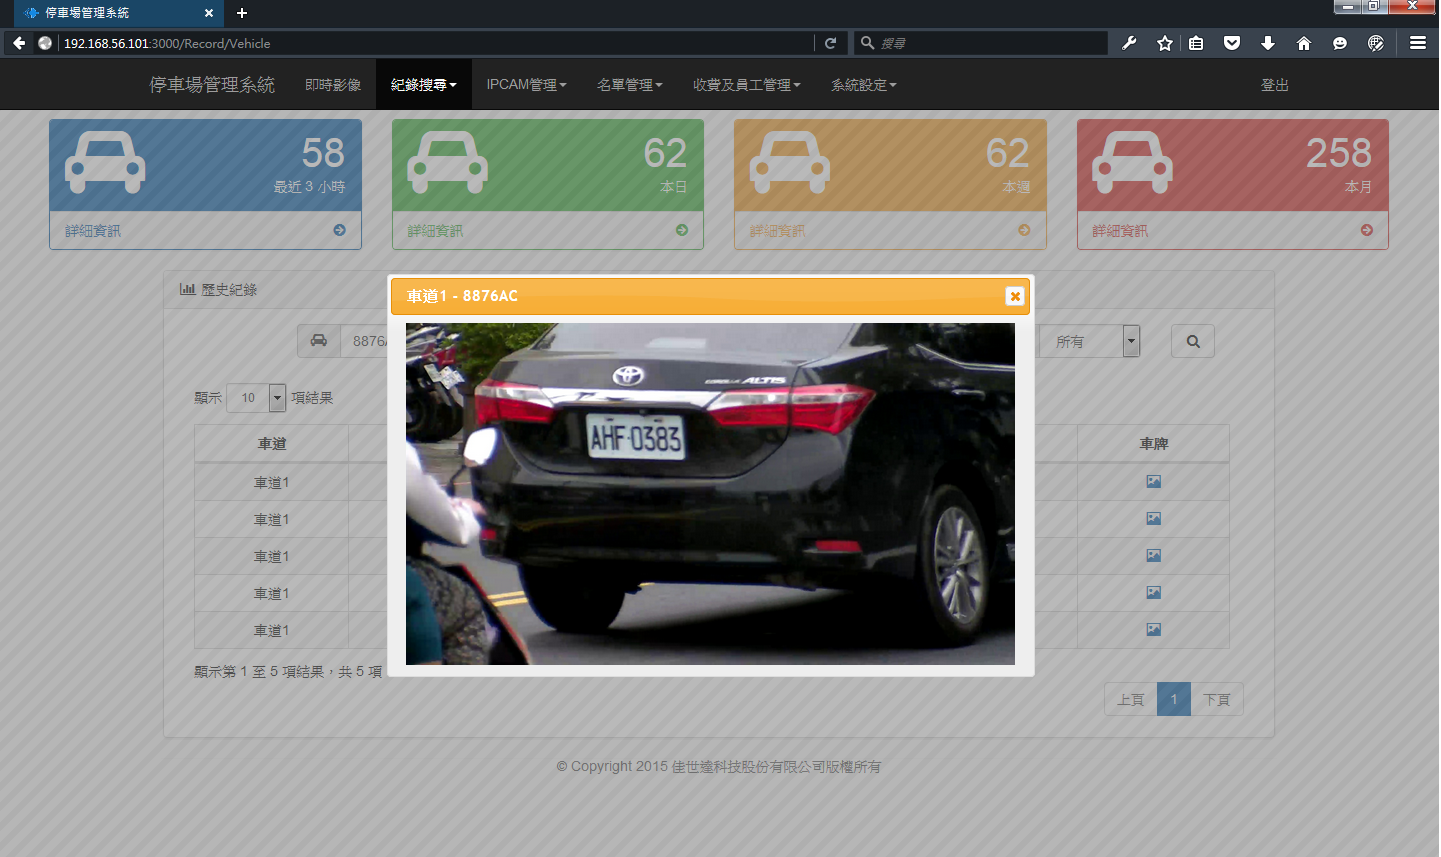 停車場管理系統
192.168.56.101:3000/Record/Vehicle
搜尋
停車場管理系統 即時影像 紀錄搜尋 IPCAM管理 名單管理 收費及員工管理 系統設定 登出
58
最近 3 小時
詳細資訊
62
本日
詳細資訊
62
本週
詳細資訊
258
本月
詳細資訊
歷史紀錄
車道1 - 8876AC
8876A
所有
顯示 10 項結果
車道 車牌
車道1
車道1
車道1
車道1
車道1
COROLLA ALTIS
AHF-0383
顯示第 1 至 5 項結果，共 5 項
上頁 1 下頁
© Copyright 2015 佳世達科技股份有限公司版權所有